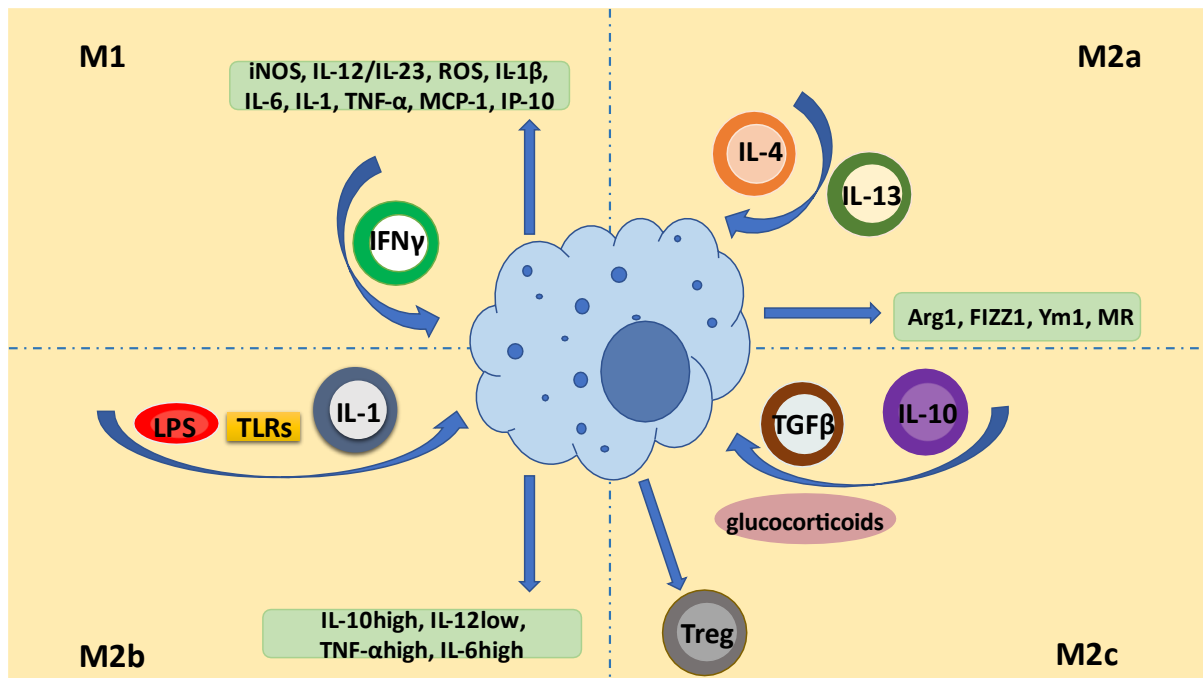 M1
iNOS, IL-12/IL-23, ROS, IL-1β,
IL-6, IL-1, TNF-α, MCP-1, IP-10
IFNγ
M2a
IL-4
IL-13
Arg1, FIZZ1, Ym1, MR
LPS
TLRs
IL-1
IL-10high, IL-12low,
TNF-αhigh, IL-6high
M2b
TGFβ
IL-10
glucocorticoids
Treg
M2c